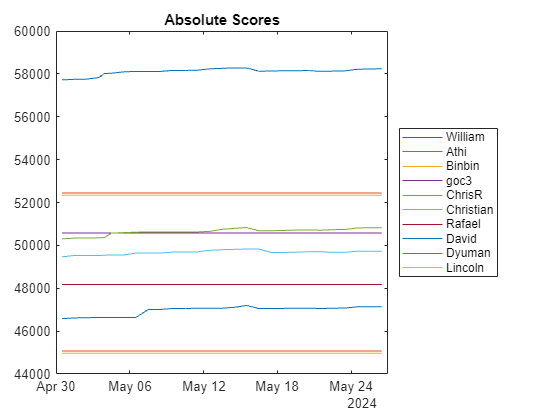 Absolute Scores
60000
58000
56000
54000
52000
50000
48000
46000
44000
Apr 30
May 06
May 12
May 18
May 24
2024
William
Athi
Binbin
goc3
ChrisR
Christian
Rafael
David
Dyuman
Lincoln